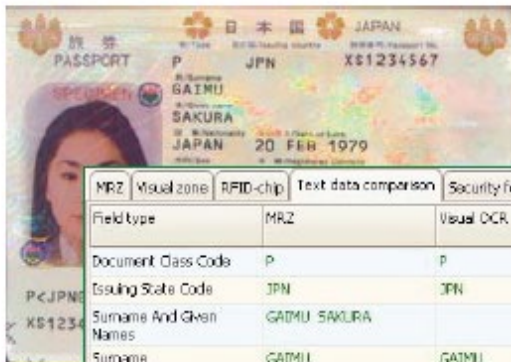 日本国 JAPAN
旅券
PASSPORT
P JPN XS1234567
GAIMU
SAKURA
JAPAN 20 FEB 1979
SPECIMEN
P<JPN
XS1234
MRZ Visual zone RFID-chip Text data comparison Security f
Field type MRZ Visual OCR
Document Class Code P P
Issuing State Code JPN JPN
Surname And Given Names GAIMU SAKURA
Surname GAIMU GAIMU